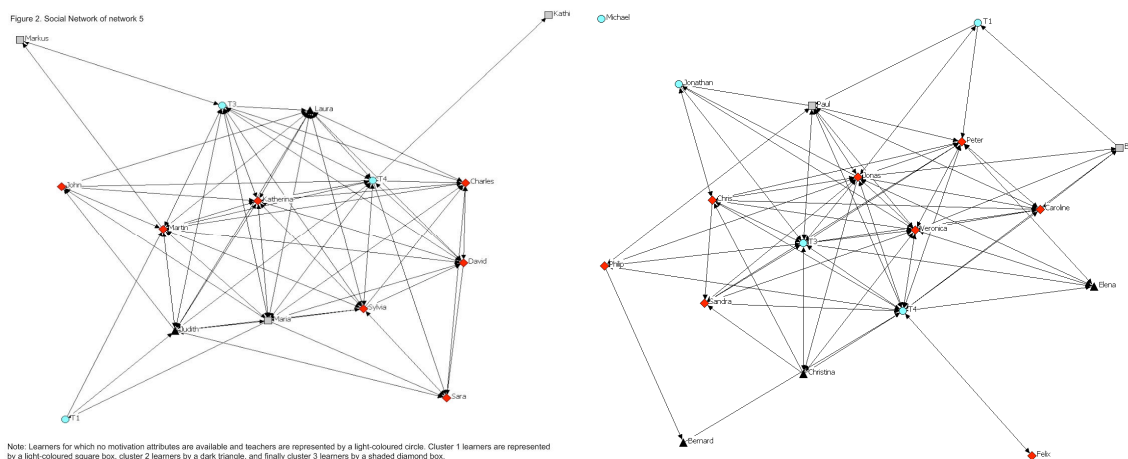 Figure 2. Social Network of network 5
Kathi
Markus
T3
Laura
T4
Charles
John
Katherina
Martin
David
Sylvia
Maria
Judith
Sara
T1
Note: Learners for which no motivation attributes are available and teachers are represented by a light-coloured circle. Cluster 1 learners are represented
by a light-coloured square box, cluster 2 learners by a dark triangle, and finally cluster 3 learners by a shaded diamond box.
Michael
T1
Jonathan
Paul
Peter
B
Jonas
Chris
Caroline
Veronica
T3
Philip
Elena
Sandra
T4
Christina
Bernard
Felix